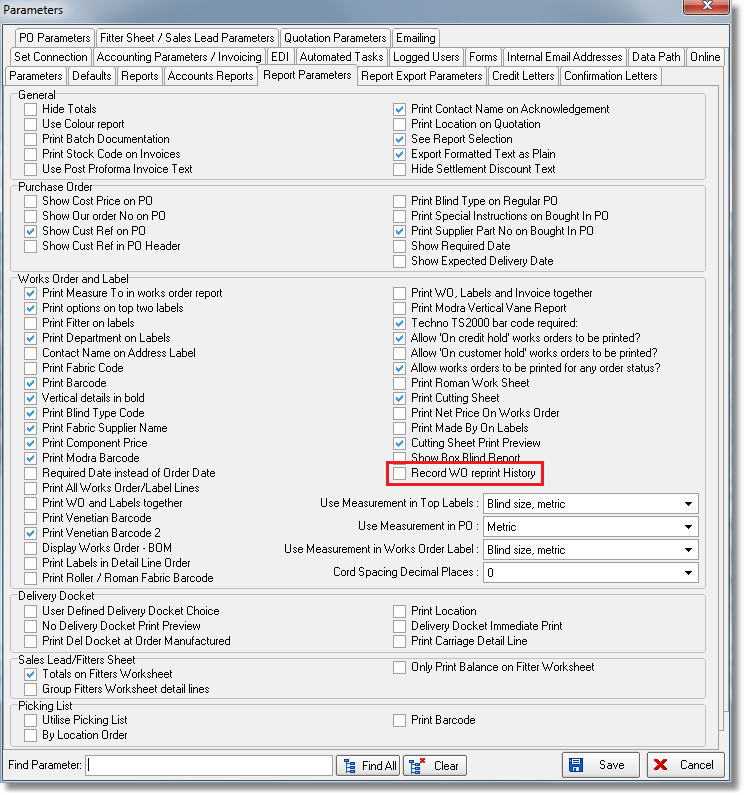 Parameters
PO Parameters Fitter Sheet / Sales Lead Parameters Quotation Parameters Emailing
Set Connection Accounting Parameters / Invoicing EDI Automated Tasks Logged Users Forms Internal Email Addresses Data Path Online
Parameters Defaults Reports Accounts Reports Report Parameters Report Export Parameters Credit Letters Confirmation Letters
General
Hide Totals
Use Colour report
Print Batch Documentation
Print Stock Code on Invoices
Use Post Proforma Invoice Text
Print Contact Name on Acknowledgement
Print Location on Quotation
See Report Selection
Export Formatted Text as Plain
Hide Settlement Discount Text
Purchase Order
Show Cost Price on PO
Show Our order No on PO
Show Cust Ref on PO
Show Cust Ref in PO Header
Print Blind Type on Regular PO
Print Special Instructions on Bought In PO
Print Supplier Part No on Bought In PO
Show Required Date
Show Expected Delivery Date
Works Order and Label
Print Measure To in works order report
Print options on top two labels
Print Fitter on labels
Print Department on Labels
Contact Name on Address Label
Print Fabric Code
Print Barcode
Vertical details in bold
Print Blind Type Code
Print Fabric Supplier Name
Print Component Price
Print Modra Barcode
Required Date instead of Order Date
Print All Works Order/Label Lines
Print WO and Labels together
Print Venetian Barcode
Print Venetian Barcode 2
Display Works Order - BOM
Print Labels in Detail Line Order
Print Roller / Roman Fabric Barcode
Print WO, Labels and Invoice together
Print Modra Vertical Vane Report
Techno TS2000 bar code required:
Allow 'On credit hold' works orders to be printed?
Allow 'On customer hold' works orders to be printed?
Allow works orders to be printed for any order status?
Print Roman Work Sheet
Print Cutting Sheet
Print Net Price On Works Order
Print Made By On Labels
Cutting Sheet Print Preview
Show Box Blind Report
Record WO reprint History
Use Measurement in Top Labels : Blind size, metric
Use Measurement in PO : Metric
Use Measurement in Works Order Label : Blind size, metric
Cord Spacing Decimal Places : 0
Delivery Docket
User Defined Delivery Docket Choice
No Delivery Docket Print Preview
Print Del Docket at Order Manufactured
Print Location
Delivery Docket Immediate Print
Print Carriage Detail Line
Sales Lead/Fitters Sheet
Totals on Fitters Worksheet
Group Fitters Worksheet detail lines
Only Print Balance on Fitter Worksheet
Picking List
Utilise Picking List
By Location Order
Print Barcode
Find Parameter: Find All Clear Save Cancel